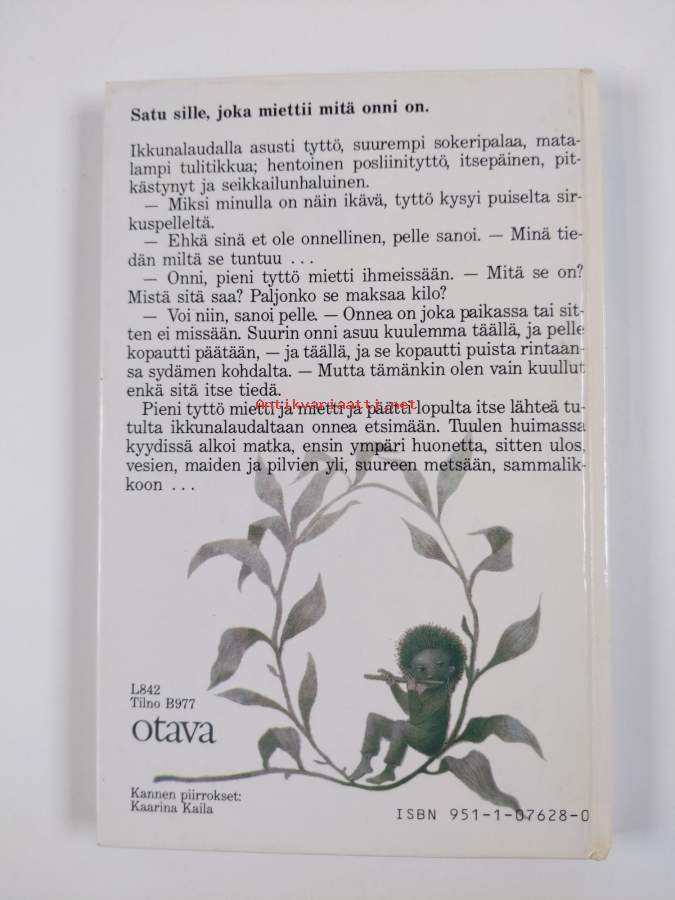 Satu sille, joka miettii mitä onni on.
Ikkunalaudalla asusti tyttö, suurempi sokeripalaa, mata-
lampi tulitikkua; hentoinen posliinityttö, itsepäinen, pit-
kästynyt ja seikkailunhaluinen.
— Miksi minulla on näin ikävä, tyttö kysyi puiselta sir-
kuspelleltä.
— Ehkä sinä et ole onnellinen, pelle sanoi. — Minä tie-
dän miltä se tuntuu . . .
— Onni, pieni tyttö mietti ihmeissään. — Mitä se on?
Mistä sitä saa? Paljonko se maksaa kilo?
— Voi niin, sanoi pelle. — Onnea on joka paikassa tai sit-
ten ei missään. Suurin onni asuu kuulemma täällä, ja pelle
kopautti päätään, — ja täällä, ja se kopautti puista rintaan-
sa sydämen kohdalta. — Mutta tämänkin olen vain kuullut
enkä sitä itse tiedä.
Pieni tyttö mietti ja mietti ja päätti lopulta itse lähteä tu-
tulta ikkunalaudaltaan onnea etsimään. Tuulen huimassa
kyydissä alkoi matka, ensin ympäri huonetta, sitten ulos,
vesien, maiden ja pilvien yli, suureen metsään, sammalik-
koon . . .
Antikvariaatti.net
L842
Tilno B977
otava
Kannen piirrokset:
Kaarina Kaila
ISBN 951-1-07628-0